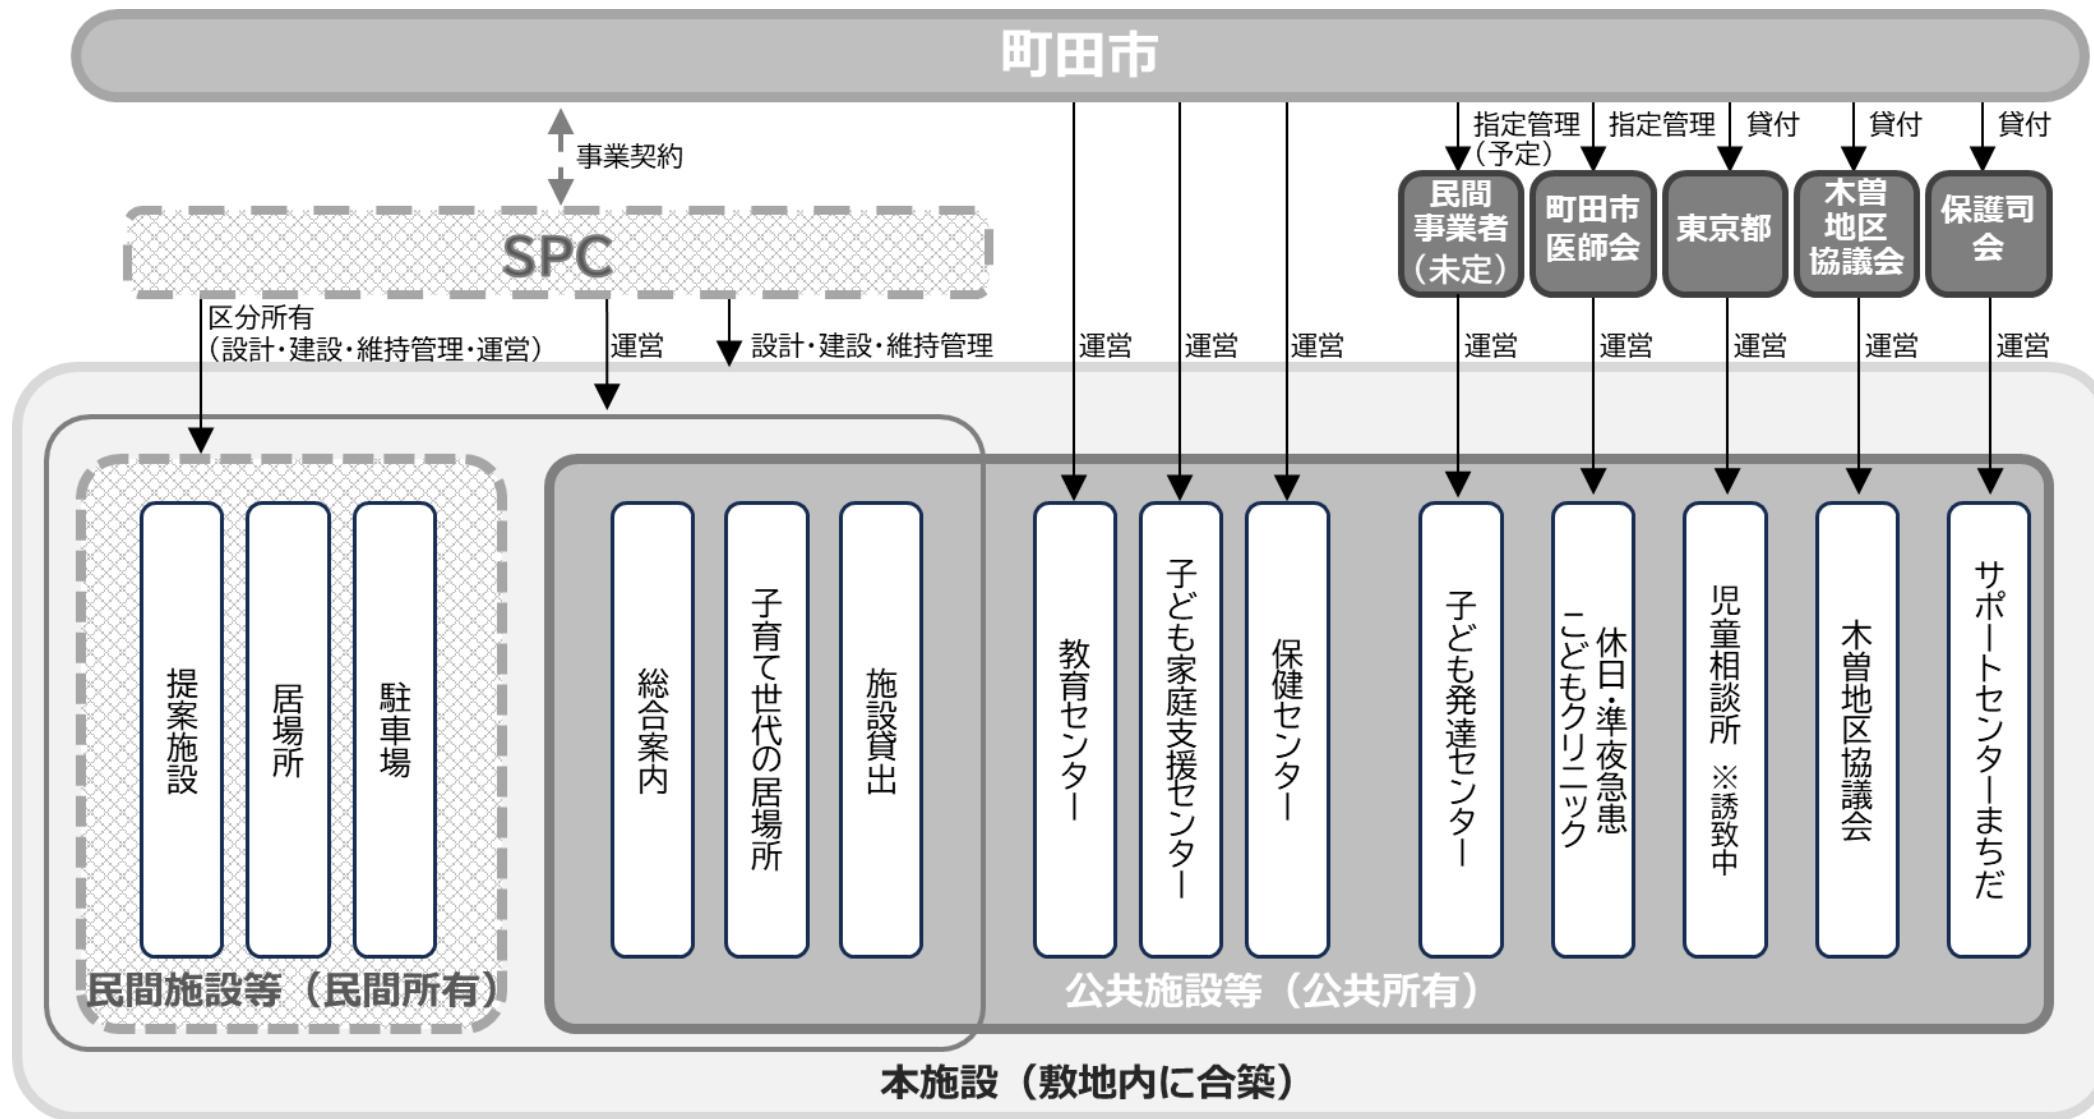 町田市
事業契約
指定管理
（予定）
指定管理
貸付
貸付
貸付
SPC
民間
事業者
（未定）
町田市
医師会
東京都
木曽
地区
協議会
保護司
会
区分所有
（設計・建設・維持管理・運営）
運営
設計・建設・維持管理
運営
運営
運営
運営
運営
運営
運営
運営
提案施設
居場所
駐車場
総合案内
子育て世代の居場所
施設貸出
教育センター
子ども家庭支援センター
保健センター
子ども発達センター
休日・準夜急患
こどもクリニック
児童相談所 ※誘致中
木曽地区協議会
サポートセンターまちだ
民間施設等（民間所有）
公共施設等（公共所有）
本施設（敷地内に合築）